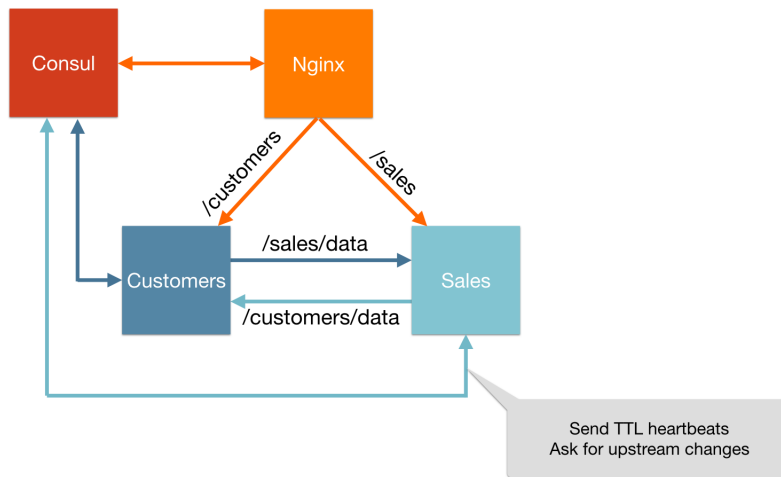 Consul
Nginx
/customers
/sales
/sales/data
Customers
Sales
/customers/data
Send TTL heartbeats
Ask for upstream changes